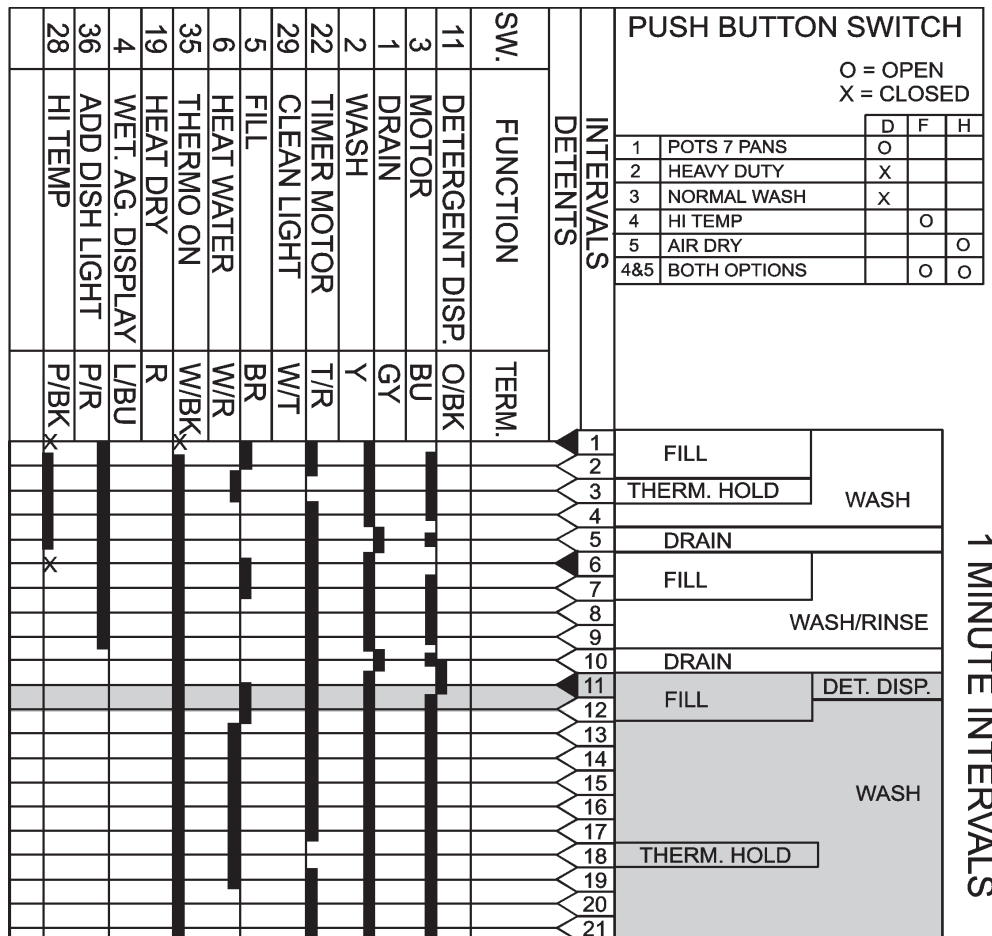 PUSH BUTTON SWITCH
O = OPEN
X = CLOSED
D F H
1 POTS 7 PANS O
2 HEAVY DUTY X
3 NORMAL WASH X
4 HI TEMP O
5 AIR DRY O
4&5 BOTH OPTIONS O O
SW. FUNCTION TERM.
11 DETERGENT DISP. O/BK
3 MOTOR BU
1 DRAIN GY
2 WASH Y
22 TIMER MOTOR T/R
29 CLEAN LIGHT W/T
5 FILL BR
6 HEAT WATER W/R
35 THERMO ON W/BK X
19 HEAT DRY R
4 WET. AG. DISPLAY L/BU
36 ADD DISH LIGHT P/R
28 HI TEMP P/BK X X
INTERVALS
DETENTS
1
2
3
4
5
6
7
8
9
10
11
12
13
14
15
16
17
18
19
20
21
FILL
THERM. HOLD
WASH
DRAIN
FILL
WASH/RINSE
DRAIN
DET. DISP.
FILL
WASH
THERM. HOLD
1 MINUTE INTERVALS